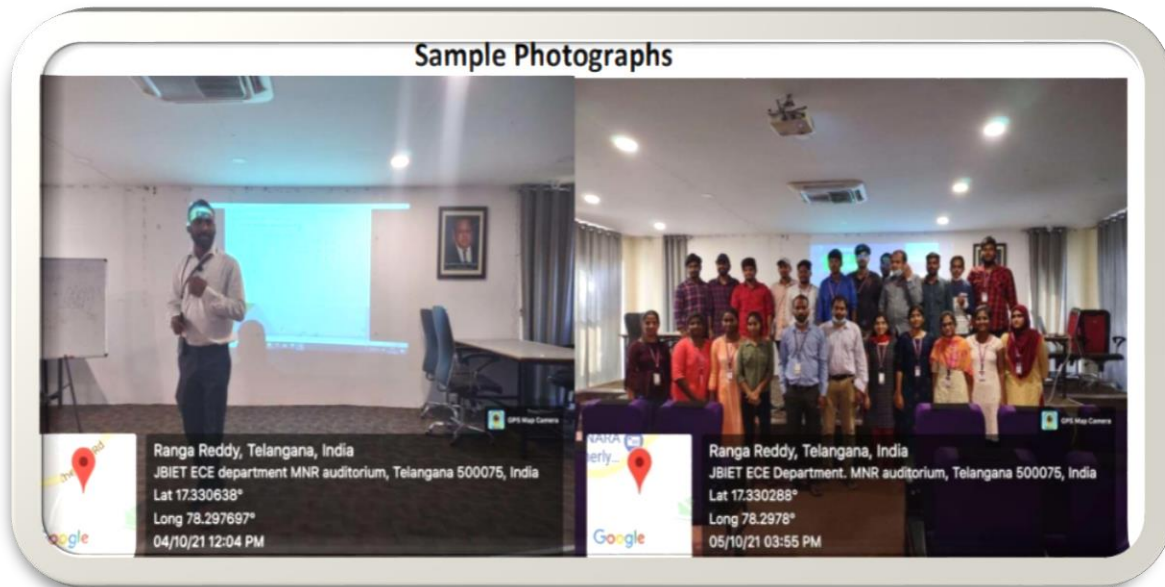 Sample Photographs
GPS Map Camera
Ranga Reddy, Telangana, India
JBIET ECE department MNR auditorium, Telangana 500075, India
Lat 17.330638°
Long 78.297697°
04/10/21 12:04 PM
GPS Map Camera
NARA
erly...
Google
Ranga Reddy, Telangana, India
JBIET ECE Department. MNR auditorium, Telangana 500075, India
Lat 17.330288°
Long 78.2978°
05/10/21 03:55 PM